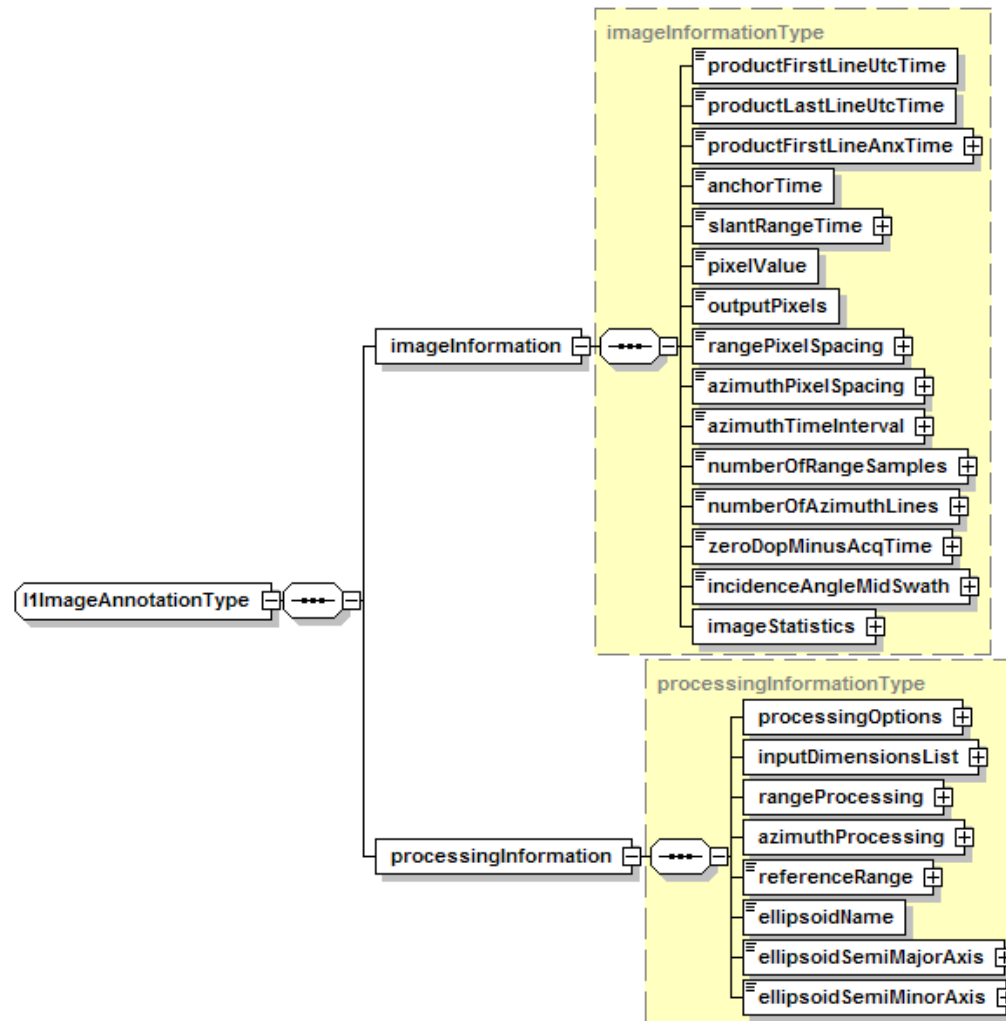 imageInformationType
productFirstLineUtcTime
productLastLineUtcTime
productFirstLineAnxTime
anchorTime
slantRangeTime
pixelValue
outputPixels
imageInformation
rangePixelSpacing
azimuthPixelSpacing
azimuthTimeInterval
numberOfRangeSamples
numberOfAzimuthLines
zeroDopMinusAcqTime
incidenceAngleMidSwath
l1ImageAnnotationType
imageStatistics
processingInformationType
processingOptions
inputDimensionsList
rangeProcessing
azimuthProcessing
processingInformation
referenceRange
ellipsoidName
ellipsoidSemiMajorAxis
ellipsoidSemiMinorAxis